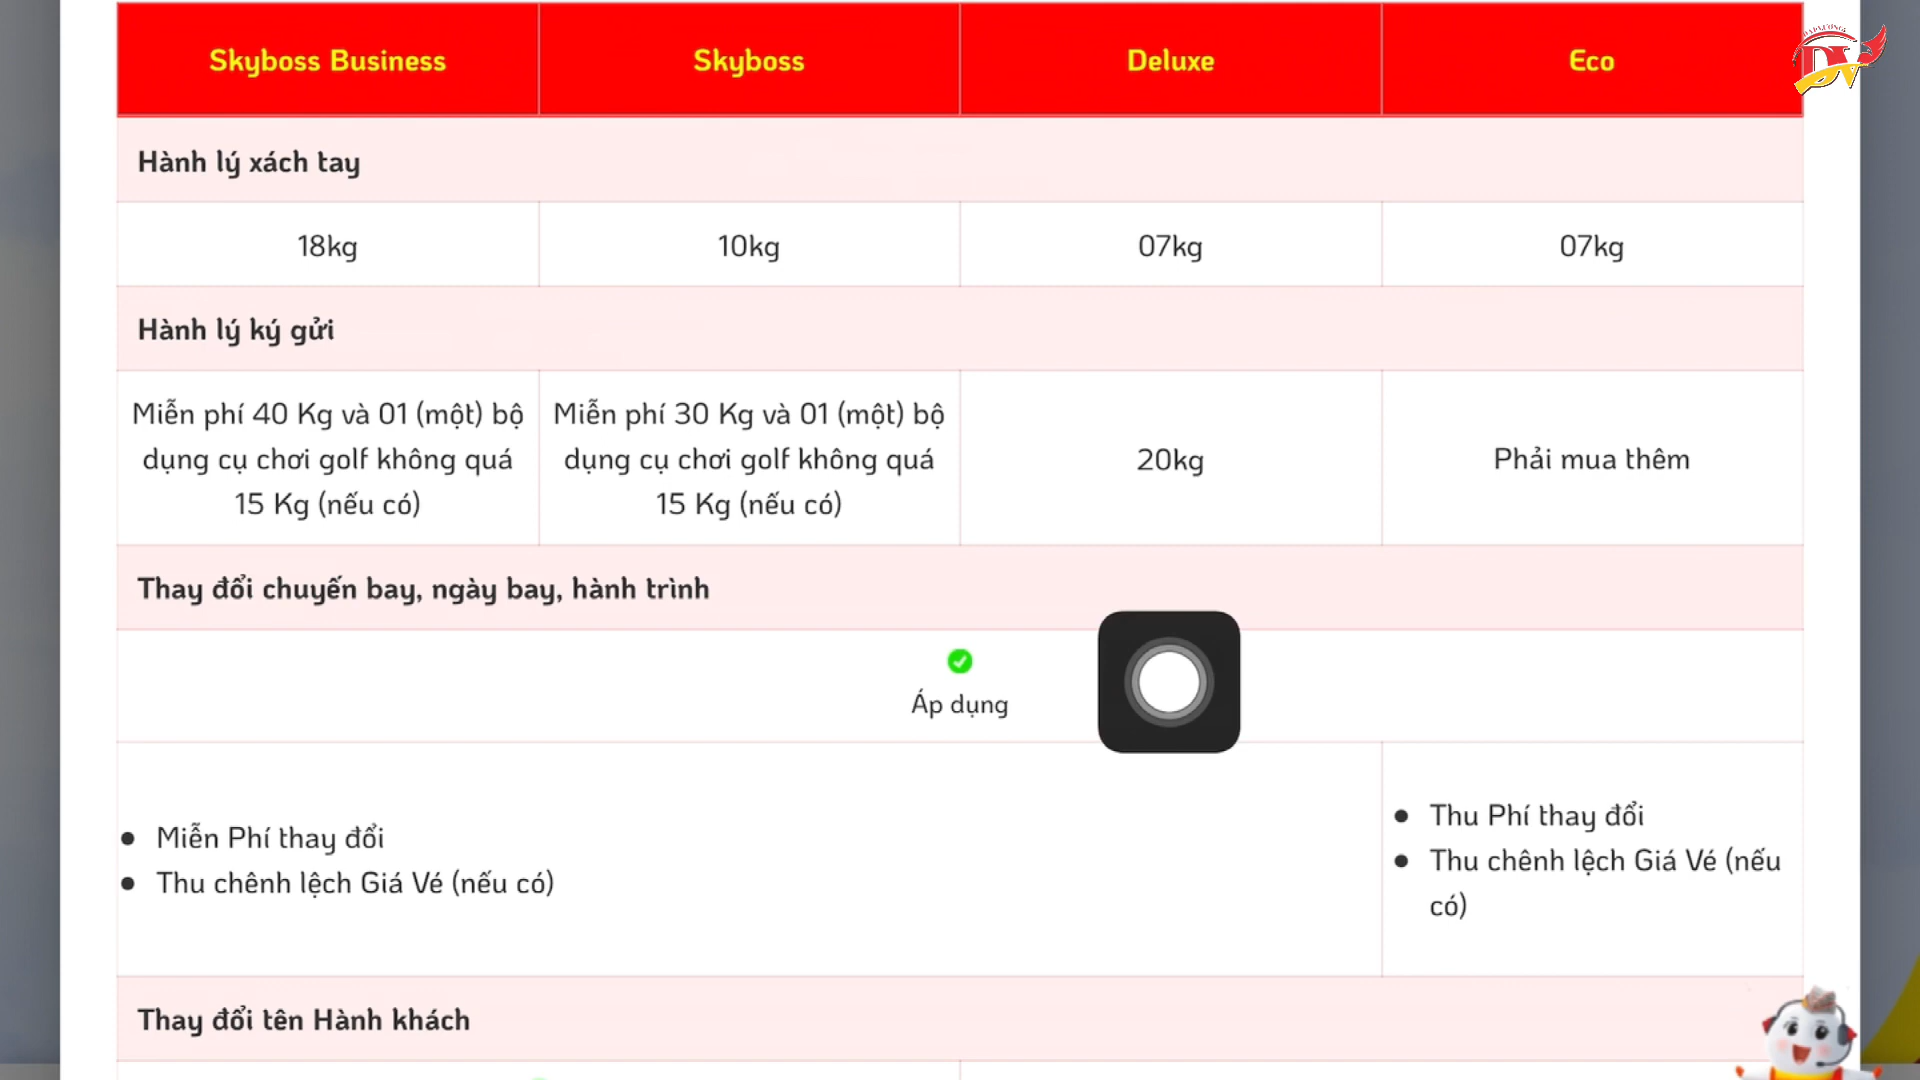 Skyboss Business
Skyboss
Deluxe
Eco
Hành lý xách tay
18kg
10kg
07kg
07kg
Hành lý ký gửi
Miễn phí 40 Kg và 01 (một) bộ
dụng cụ chơi golf không quá
15 Kg (nếu có)
Miễn phí 30 Kg và 01 (một) bộ
dụng cụ chơi golf không quá
15 Kg (nếu có)
20kg
Phải mua thêm
Thay đổi chuyến bay, ngày bay, hành trình
Áp dụng
● Miễn Phí thay đổi
● Thu chênh lệch Giá Vé (nếu có)
● Thu Phí thay đổi
● Thu chênh lệch Giá Vé (nếu
có)
Thay đổi tên Hành khách